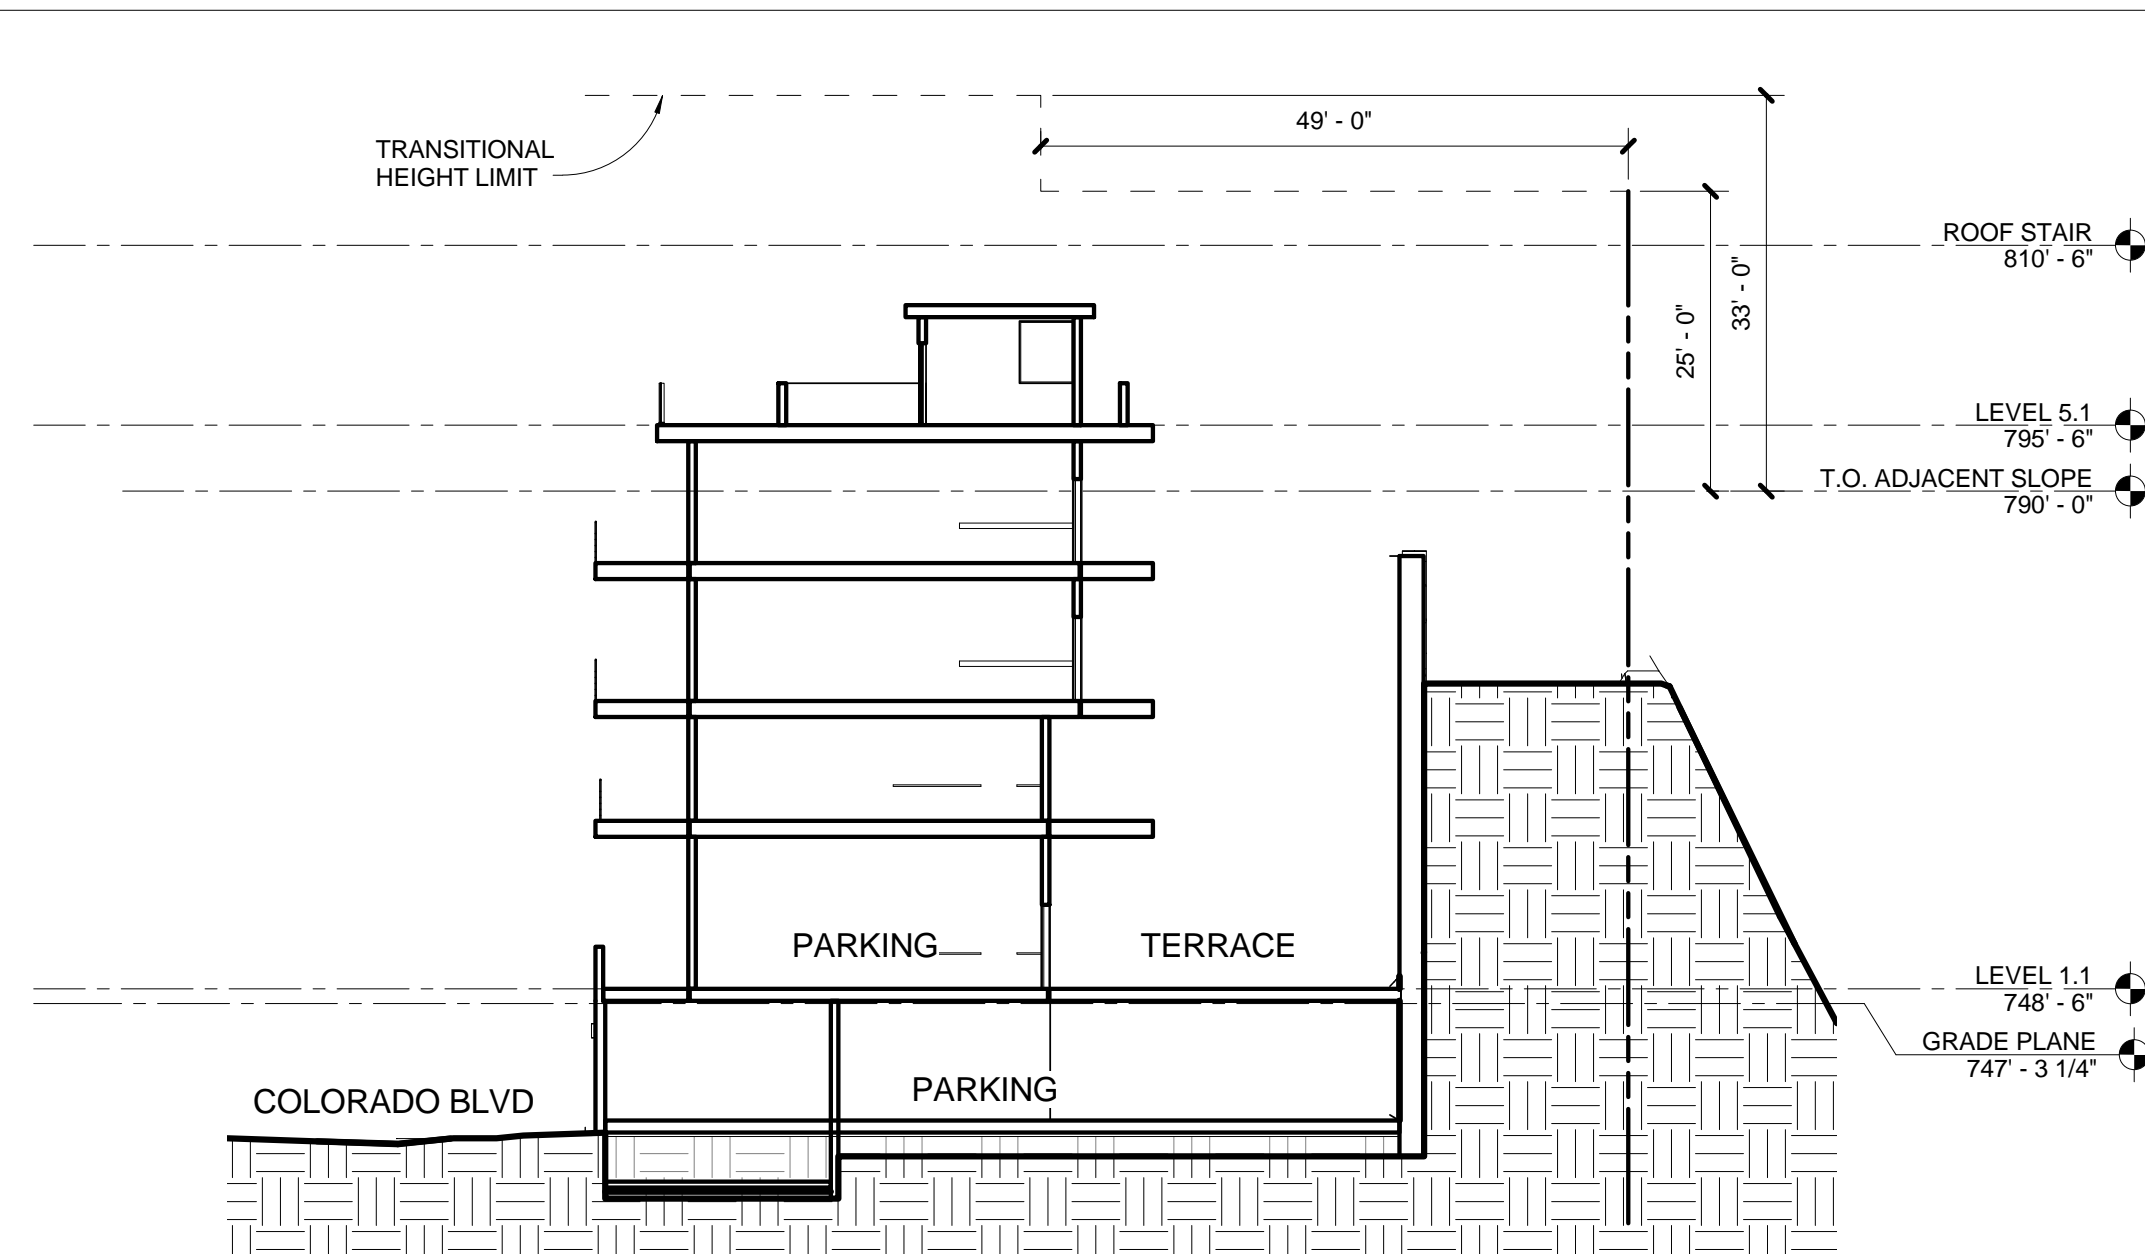 49' - 0"
TRANSITIONAL
HEIGHT LIMIT
ROOF STAIR
810' - 6"
33' - 0"
25' - 0"
LEVEL 5.1
795' - 6"
T.O. ADJACENT SLOPE
790' - 0"
PARKING
TERRACE
LEVEL 1.1
748' - 6"
GRADE PLANE
747' - 3 1/4"
PARKING
COLORADO BLVD